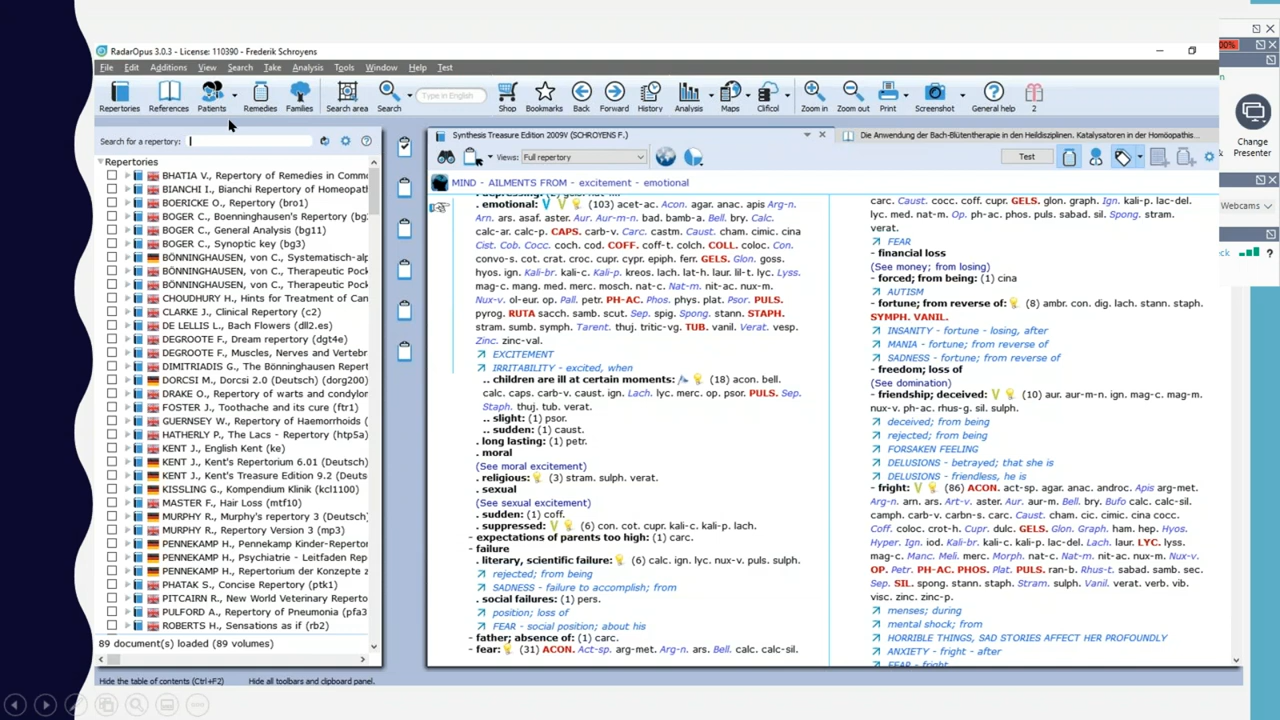 RadarOpus 3.0.3 - License: 110390 - Frederik Schroyens
File Edit Additions View Search Take Analysis Tools Window Help Test
Repertories References Patients Remedies Families Search area Search Type in English Shop Bookmarks Back Forward History Analysis Maps Clificol Zoom in Zoom out Print Screenshot General help 2
Search for a repertory:
Repertories
BHATIA V., Repertory of Remedies in Comm
BIANCHI I., Bianchi Repertory of Homeopat
BOERICKE O., Repertory (bro1)
BOGER C., Boenninghausen's Repertory (bg
BOGER C., General Analysis (bg11)
BOGER C., Synoptic key (bg3)
BÖNNINGHAUSEN, von C., Systematisch-alp
BÖNNINGHAUSEN, von C., Therapeutic Pock
BÖNNINGHAUSEN, von C., Therapeutic Pock
CHOUDHURY H., Hints for Treatment of Can
CLARKE J., Clinical Repertory (c2)
DE LELLIS L., Bach Flowers (dll2.es)
DEGROOTE F., Dream repertory (dgt4e)
DEGROOTE F., Muscles, Nerves and Vertebr
DIMITRIADIS G., The Bönninghausen Repert
DORCSI M., Dorcsi 2.0 (Deutsch) (dorg200)
DRAKE O., Repertory of warts and condylon
FOSTER J., Toothache and its cure (ftr1)
GUERNSEY W., Repertory of Haemorrhoids (
HATHERLY P., The Lacs - Repertory (htp5a)
KENT J., English Kent (ke)
KENT J., Kent's Repertorium 6.01 (Deutsch)
KENT J., Kent's Treasure Edition 9.2 (Deutsch)
KISSLING G., Kompendium Klinik (kcl1100)
MASTER F., Hair Loss (mtf10)
MURPHY R., Murphy's repertory 3 (Deutsch)
MURPHY R., Repertory Version 3 (mp3)
PENNEKAMP H., Pennekamp Kinder-Repertor
PENNEKAMP H., Psychiatrie - Leitfaden Rep
PENNEKAMP H., Repertorium der Konzepte z
PHATAK S., Concise Repertory (ptk1)
PITCAIRN R., New World Veterinary Reperto
PULFORD A., Repertory of Pneumonia (pfa3
ROBERTS H., Sensations as if (rb2)
89 document(s) loaded (89 volumes)
Hide the table of contents (Ctrl+F2) Hide all toolbars and clipboard panel.
Synthesis Treasure Edition 2009V (SCHROYENS F.)
Die Anwendung der Bach-Blütentherapie in den Heildisziplinen. Katalysatoren in der Homöopathis...
Views: Full repertory Test
MIND - AILMENTS FROM - excitement - emotional
. emotional: (103) acet-ac. Acon. agar. anac. apis Arg-n.
Arn. ars. asaf. aster. Aur. Aur-m-n. bad. bamb-a. Bell. bry. Calc.
calc-ar. calc-p. CAPS. carb-v. Carc. castm. Caust. cham. cimic. cina
Cist. Cob. Cocc. coch. cod. COFF. coff-t. colch. COLL. coloc. Con.
convo-s. cot. crat. croc. cupr. cypr. epiph. ferr. GELS. Glon. goss.
hyos. ign. Kali-br. kali-c. Kali-p. kreos. lach. lat-h. laur. lil-t. lyc. Lyss.
mag-c. mang. med. merc. mosch. nat-c. Nat-m. nit-ac. nux-m.
Nux-v. ol-eur. op. Pall. petr. PH-AC. Phos. phys. plat. Psor. PULS.
pyrog. RUTA sacch. samb. scut. Sep. spig. Spong. stann. STAPH.
stram. sumb. symph. Tarent. thuj. tritic-vg. TUB. vanil. Verat. vesp.
Zinc. zinc-val.
EXCITEMENT
IRRITABILITY - excited, when
.. children are ill at certain moments: (18) acon. bell.
calc. caps. carb-v. caust. ign. Lach. lyc. merc. op. psor. PULS. Sep.
Staph. thuj. tub. verat.
.. slight: (1) psor.
.. sudden: (1) caust.
. long lasting: (1) petr.
. moral
(See moral excitement)
. religious: (3) stram. sulph. verat.
. sexual
(See sexual excitement)
. sudden: (1) coff.
. suppressed: (6) con. cot. cupr. kali-c. kali-p. lach.
- expectations of parents too high: (1) carc.
- failure
. literary, scientific failure: (6) calc. ign. lyc. nux-v. puls. sulph.
rejected; from being
SADNESS - failure to accomplish; from
. social failures: (1) pers.
position; loss of
FEAR - social position; about his
- father; absence of: (1) carc.
- fear: (31) ACON. Act-sp. arg-met. Arg-n. ars. Bell. calc. calc-sil.
carc. Caust. cocc. coff. cupr. GELS. glon. graph. Ign. kali-p. lac-del.
lyc. med. nat-m. Op. ph-ac. phos. puls. sabad. sil. Spong. stram.
verat.
FEAR
- financial loss
(See money; from losing)
- forced; from being: (1) cina
AUTISM
- fortune; from reverse of: (8) ambr. con. dig. lach. stann. staph.
SYMPH. VANIL.
INSANITY - fortune - losing, after
MANIA - fortune; from reverse of
SADNESS - fortune; from reverse of
- freedom; loss of
(See domination)
- friendship; deceived: (10) aur. aur-m-n. ign. mag-c. mag-m.
nux-v. ph-ac. rhus-g. sil. sulph.
deceived; from being
rejected; from being
FORSAKEN FEELING
DELUSIONS - betrayed; that she is
DELUSIONS - friendless, he is
- fright: (86) ACON. act-sp. agar. anac. androc. Apis arg-met.
Arg-n. arn. ars. Art-v. aster. Aur. aur-m. Bell. bry. Bufo calc. calc-sil.
camph. carb-v. carbn-s. carc. Caust. cham. cic. cimic. cina cocc.
Coff. coloc. crot-h. Cupr. dulc. GELS. Glon. Graph. ham. hep. Hyos.
Hyper. Ign. iod. Kali-br. kali-c. kali-p. lac-del. Lach. laur. LYC. lyss.
mag-c. Manc. Meli. merc. Morph. nat-c. Nat-m. nit-ac. nux-m. Nux-v.
OP. Petr. PH-AC. PHOS. Plat. PULS. ran-b. Rhus-t. sabad. samb. sec.
Sep. SIL. spong. stann. staph. Stram. sulph. Vanil. verat. verb. vib.
visc. zinc. zinc-p.
menses; during
mental shock; from
HORRIBLE THINGS, SAD STORIES AFFECT HER PROFOUNDLY
ANXIETY - fright - after
FEAR - fright
Change
Presenter
Webcams